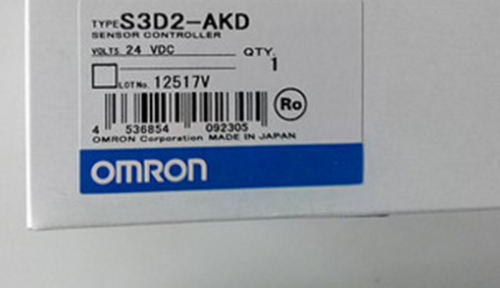 TYPE S3D2-AKD
SENSOR CONTROLLER
VOLTS 24 VDC QTY.
1
LOT No. 12517V
Ro
4 536854 092305
OMRON Corporation MADE IN JAPAN
OMRON